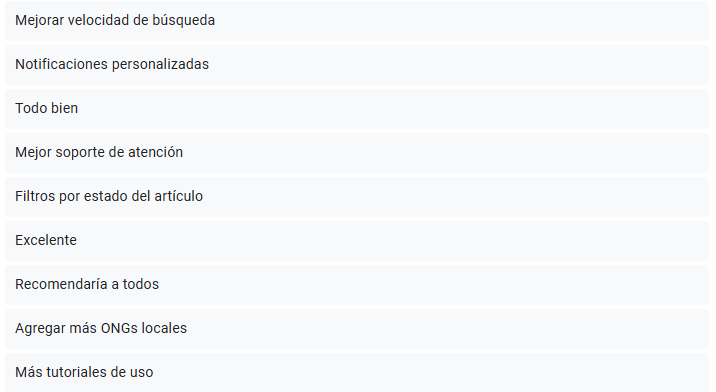 Mejorar velocidad de búsqueda
Notificaciones personalizadas
Todo bien
Mejor soporte de atención
Filtros por estado del artículo
Excelente
Recomendaría a todos
Agregar más ONGs locales
Más tutoriales de uso